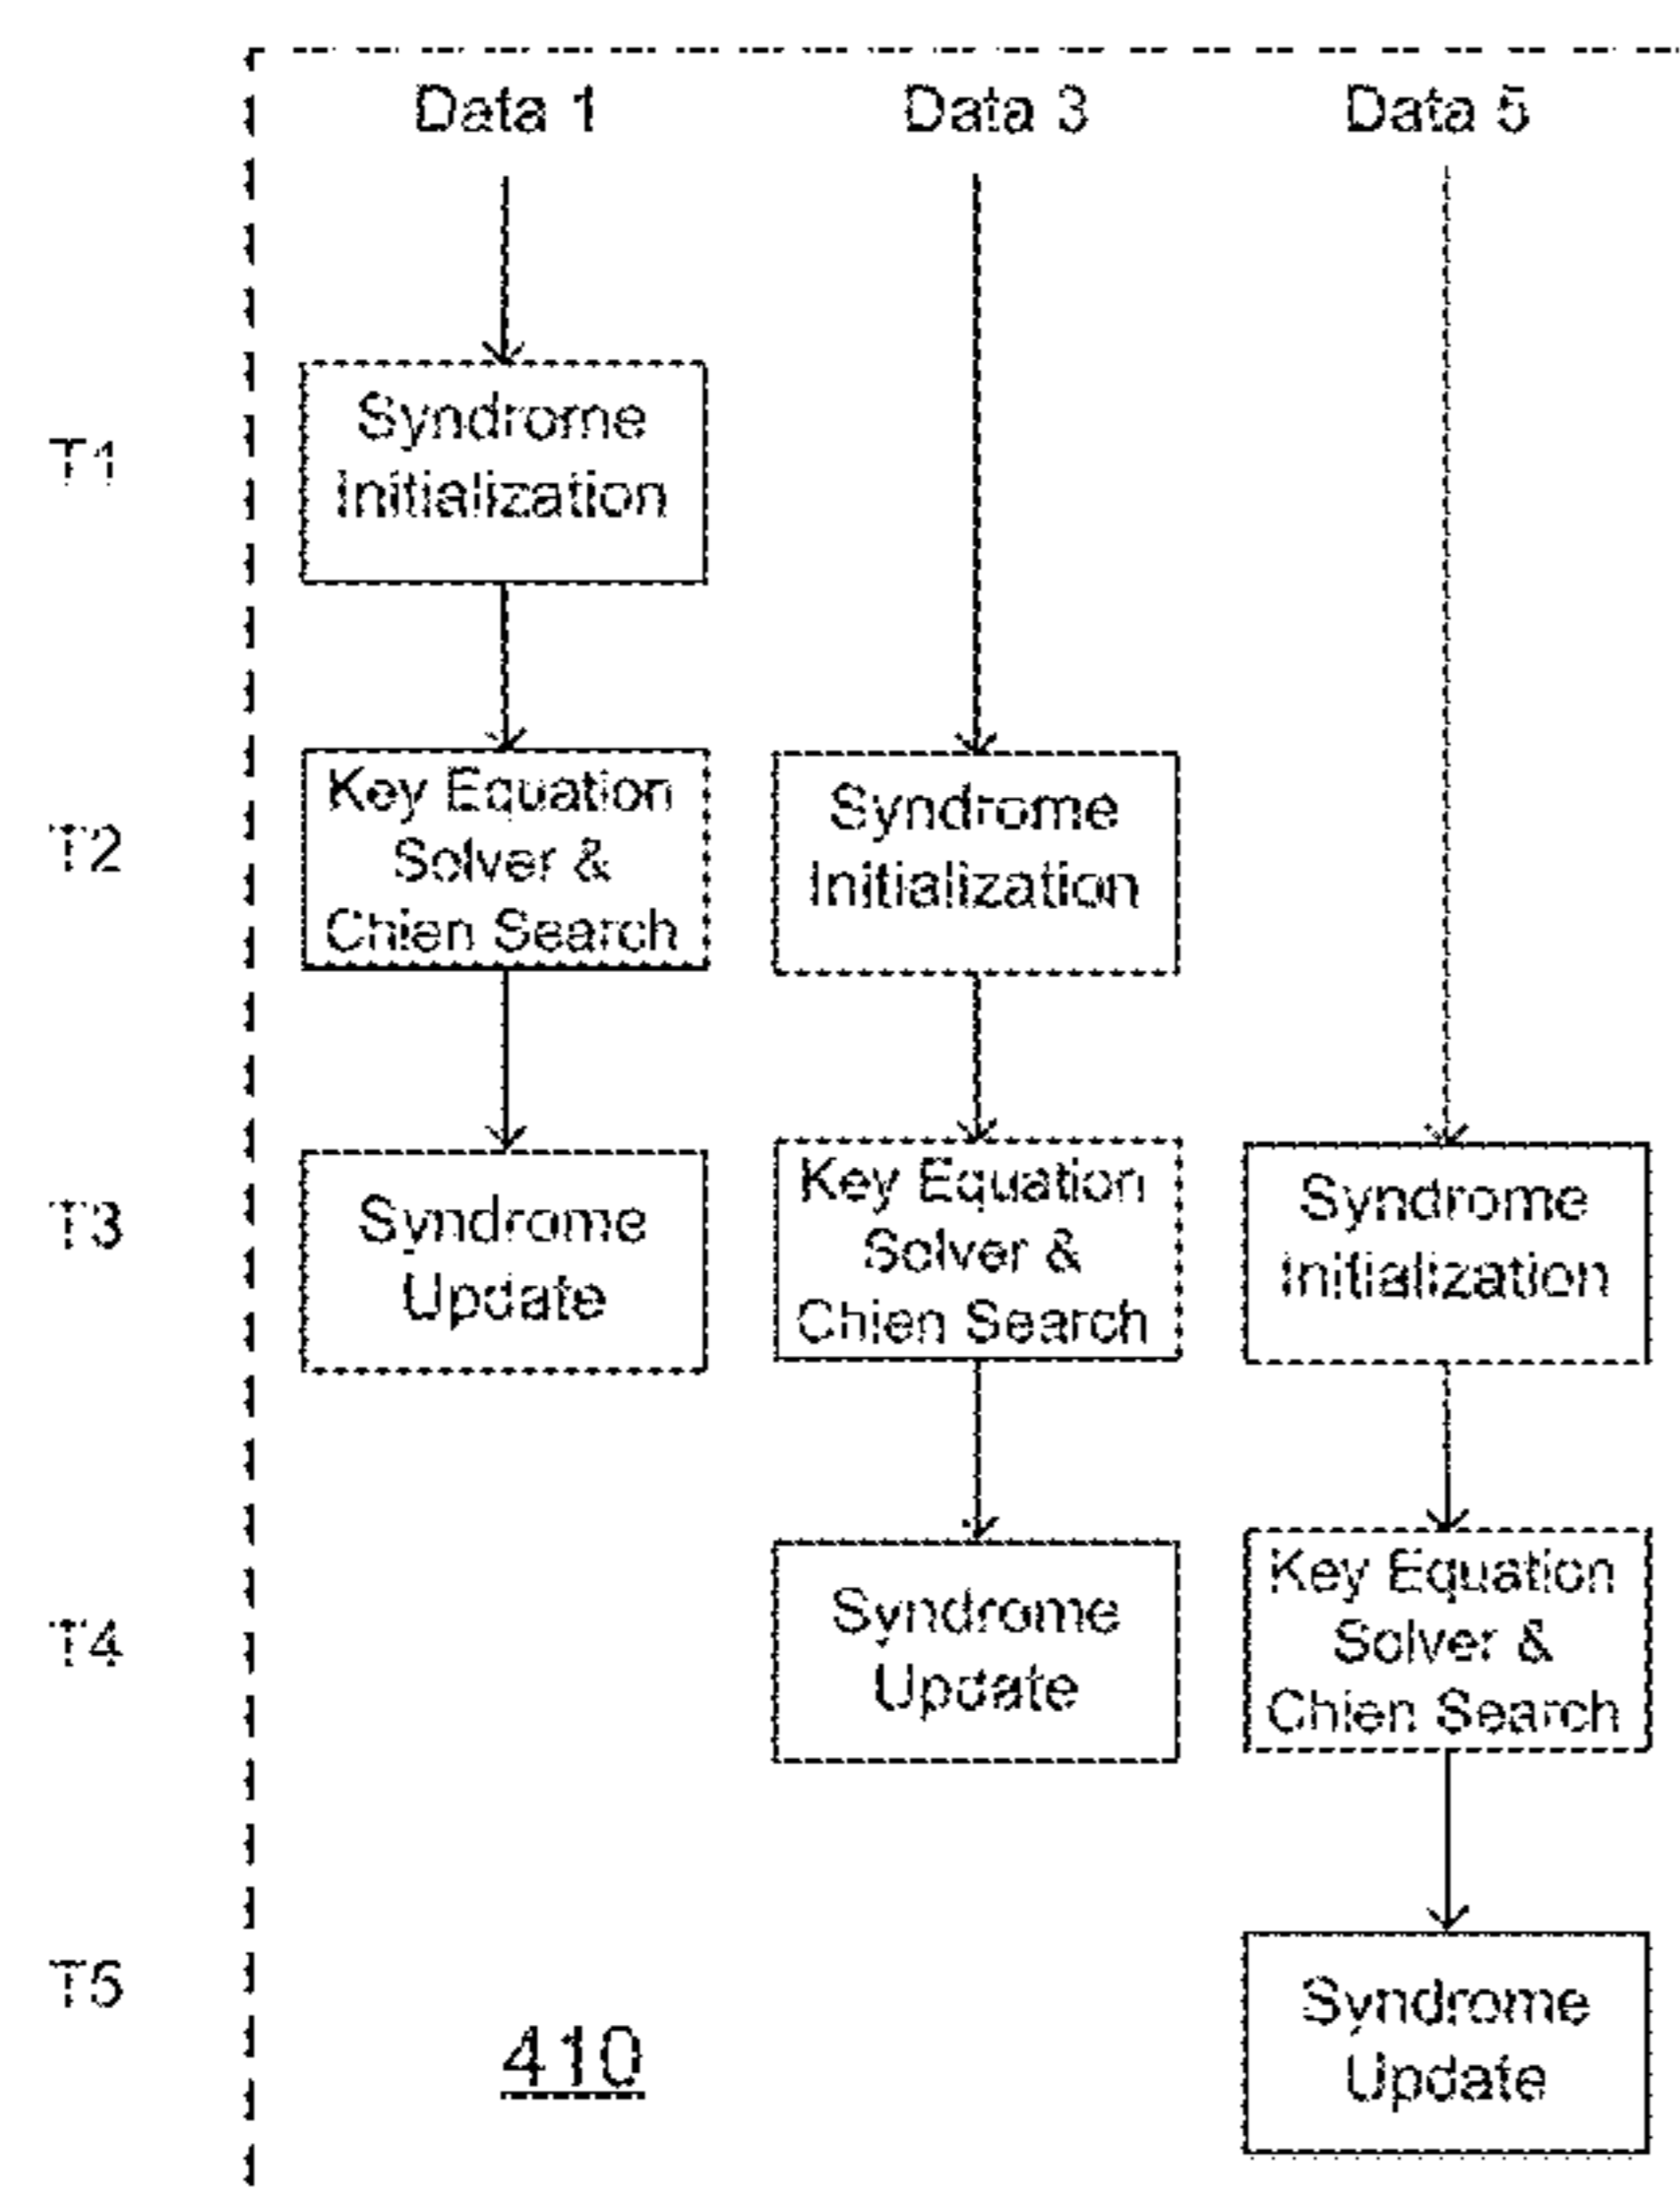 Data 1
Data 3
Data 5
T1
Syndrome
Initialization
T2
Key Equation
Solver &
Chien Search
Syndrome
Initialization
T3
Syndrome
Update
Key Equation
Solver &
Chien Search
Syndrome
Initialization
T4
Syndrome
Update
Key Equation
Solver &
Chien Search
T5
Syndrome
Update
410